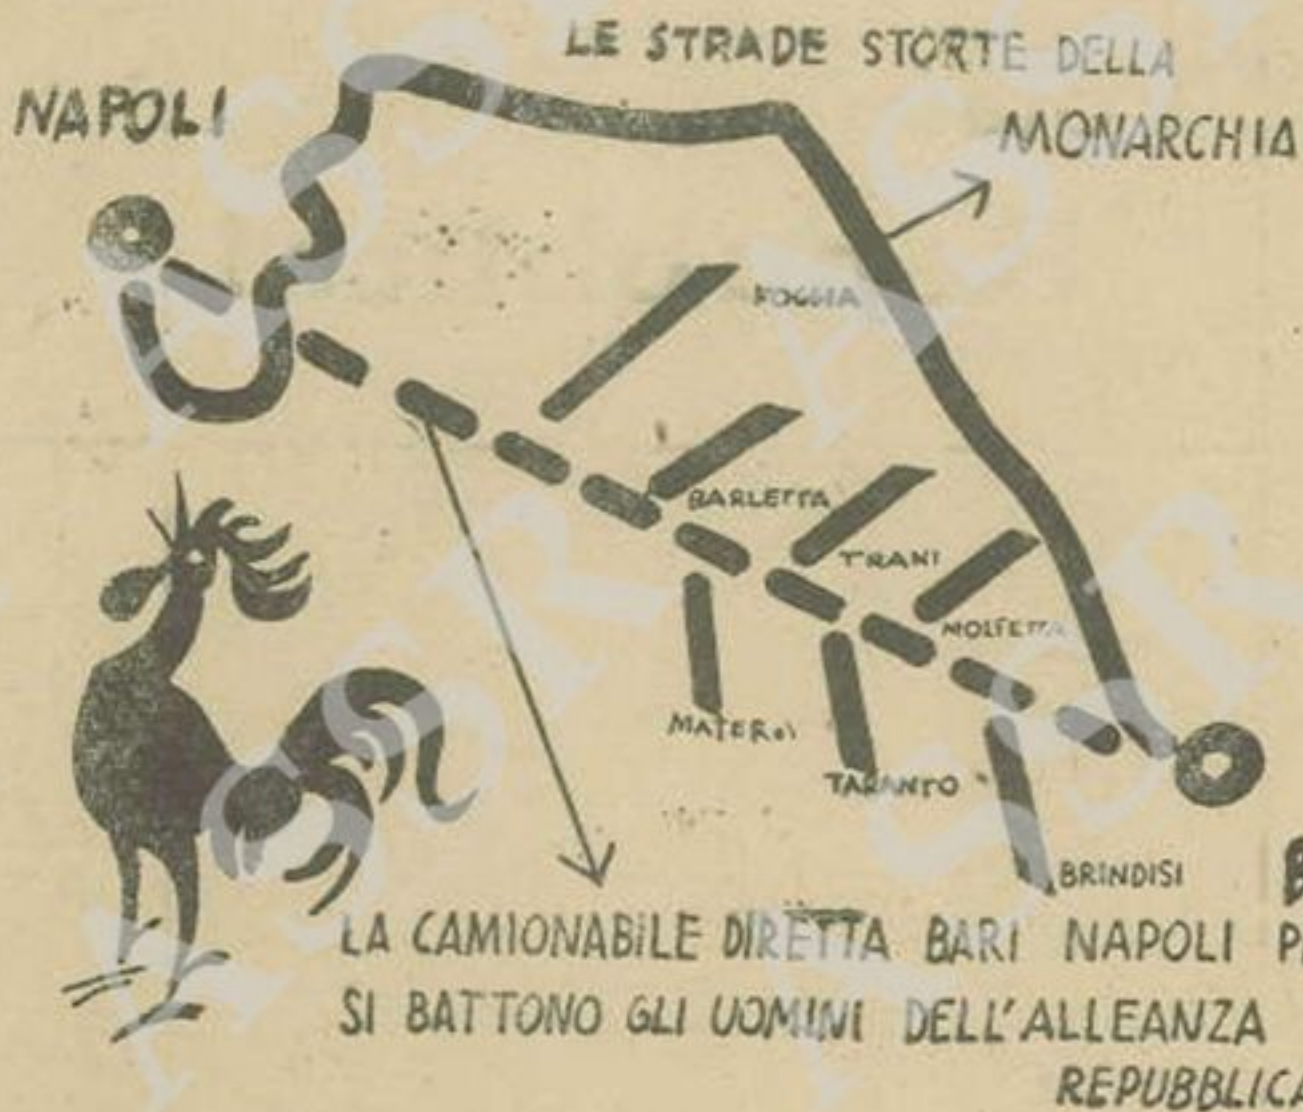 LE STRADE STORTE DELLA
MONARCHIA
NAPOLI
FOGGIA
BARLETTA
TRANI
MOLFETTA
MATERA
TARANTO
BRINDISI
LA CAMIONABILE DIRETTA BARI NAPOLI
SI BATTONO GLI UOMINI DELL'ALLEANZA
REPUBBLICA